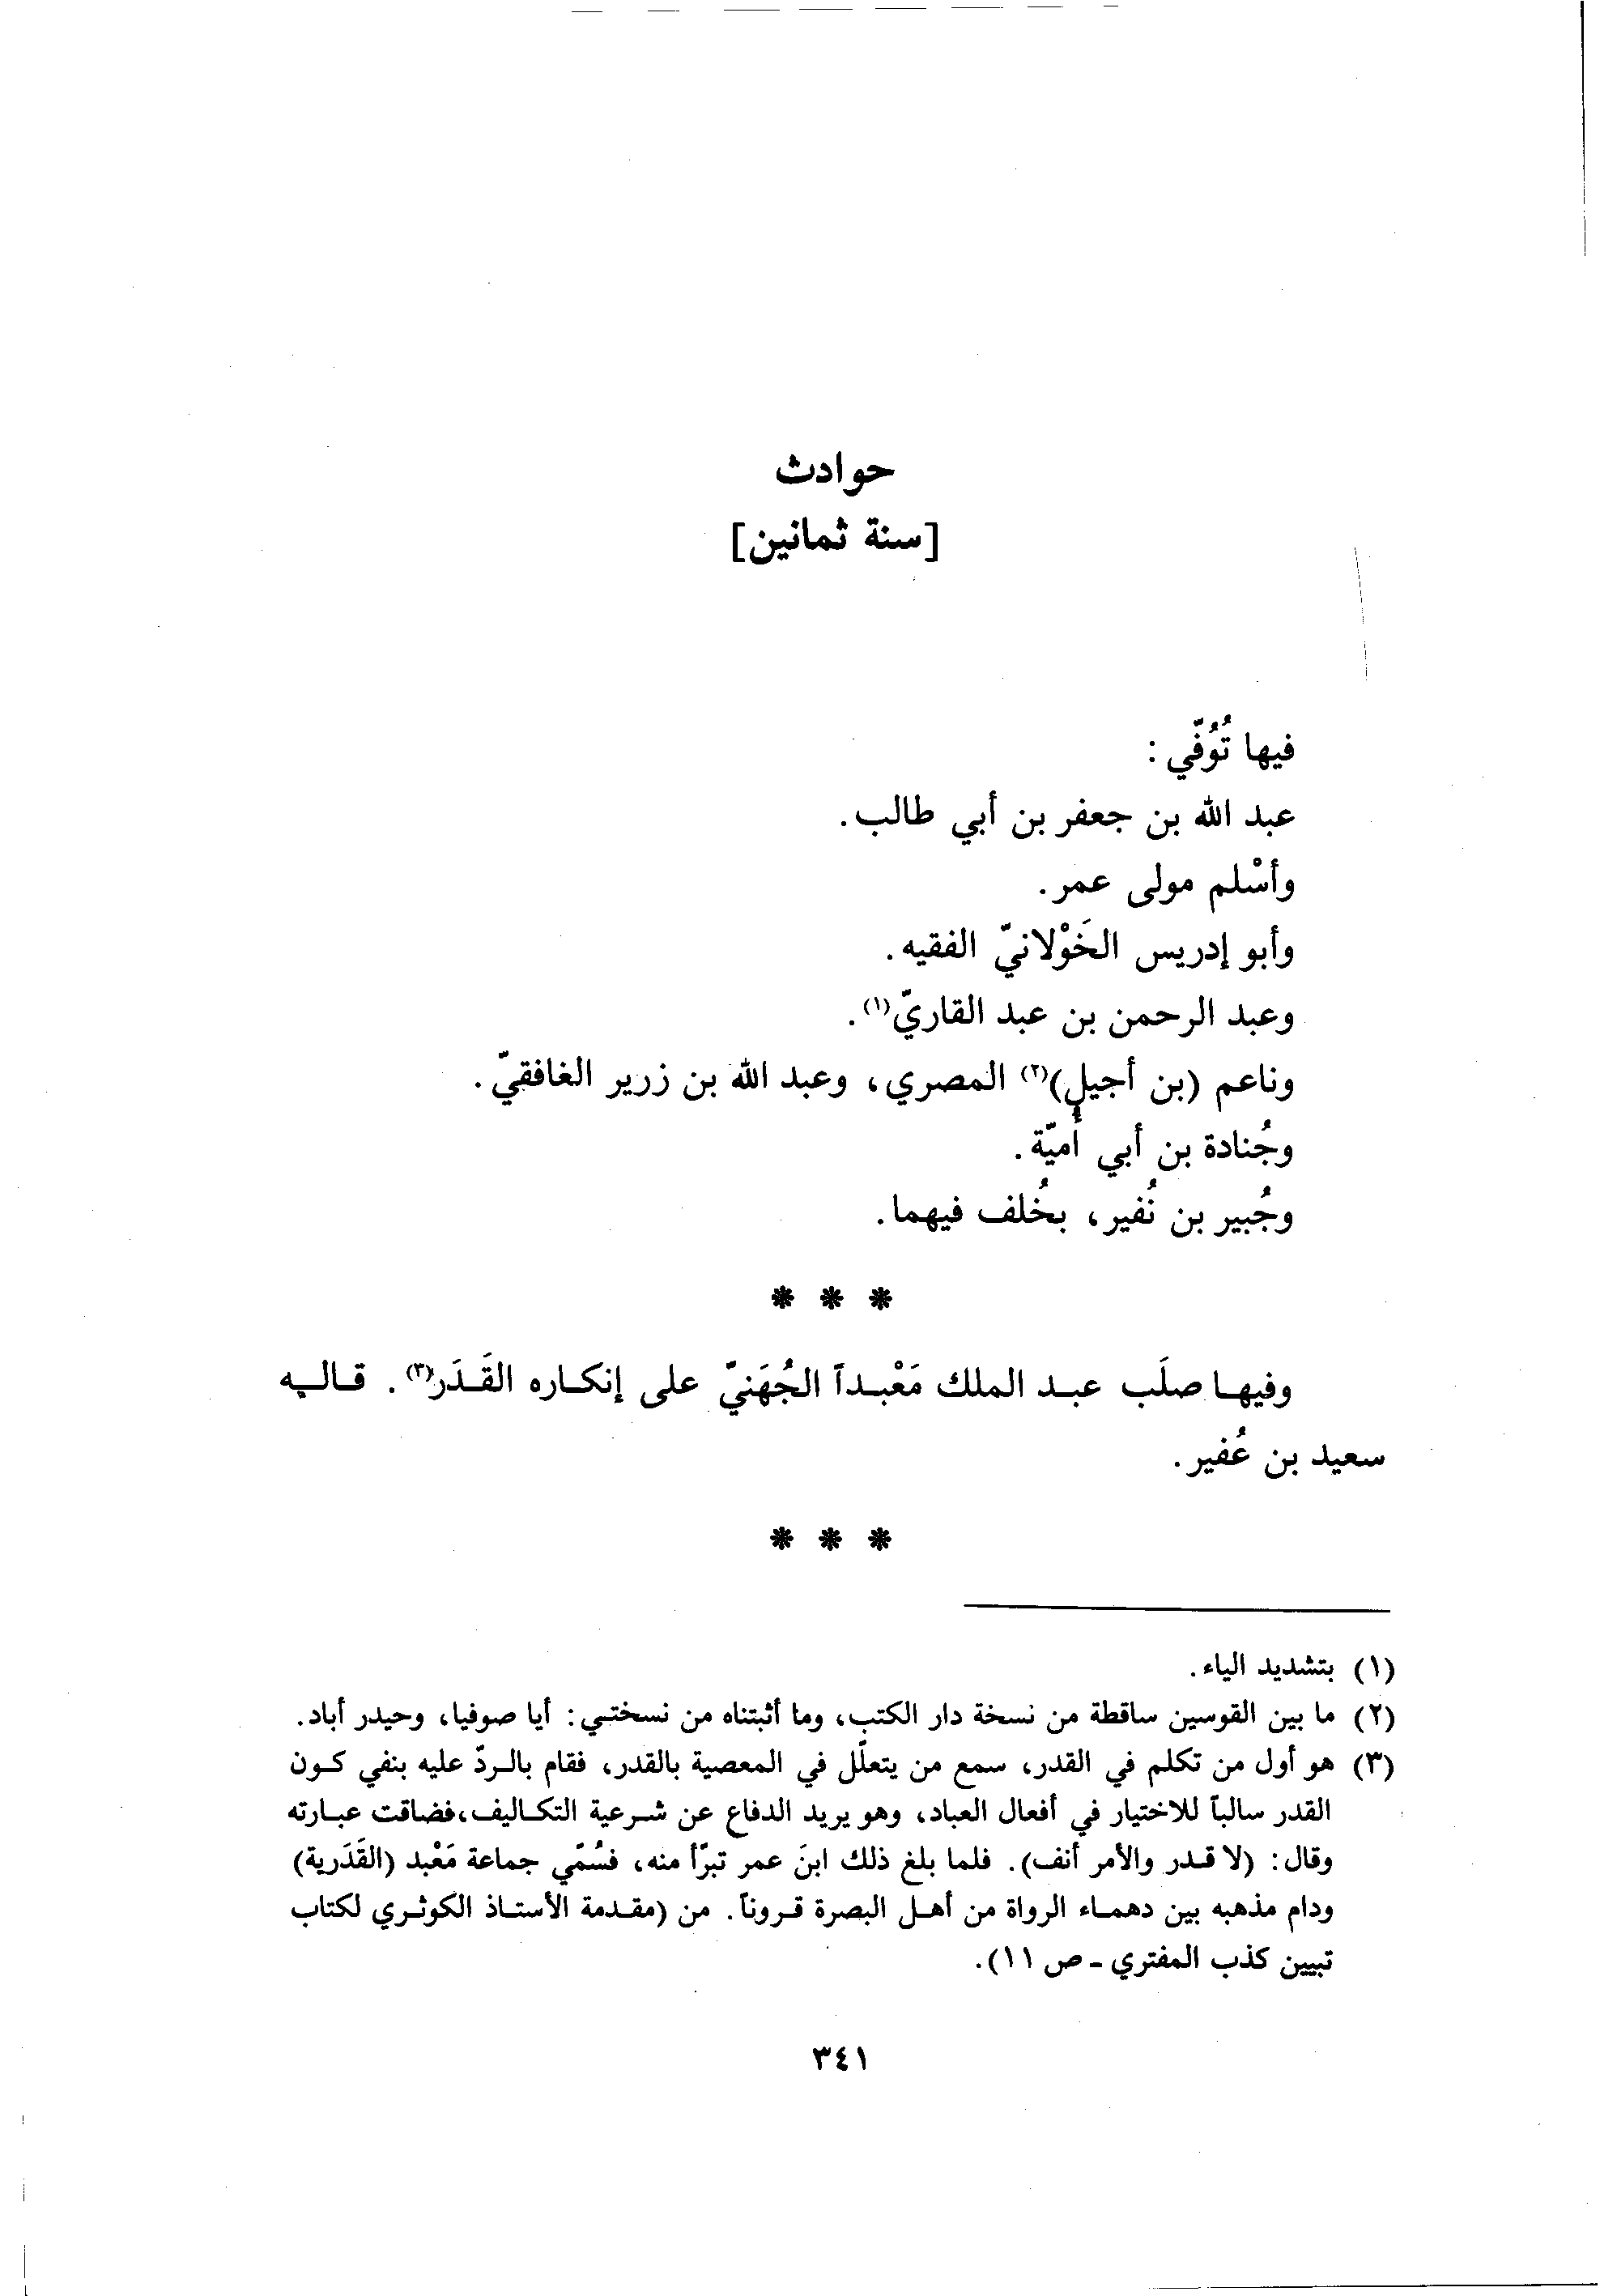 حوادث
[سنة ثمانين]
فيها تُوُفّي :
عبد الله بن جعفر بن أبي طالب.
وأسْلم مولى عمر.
وأبو إدريس الخَوْلانيّ الفقيه.
وعبد الرحمن بن عبد القاريّ(١).
وناعم (بن أجيل)(٢) المصري، وعبد الله بن زرير الغافقيّ.
وجُنادة بن أبي أُميّة.
وجُبير بن نُفير، بخُلف فيهما.
* * *
وفيها صلَب عبد الملك مَعْبداً الجُهَنيّ على إنكاره القَدَر(٣). قاله
سعيد بن عُفير.
* * *
(١) بتشديد الياء.
(٢) ما بين القوسين ساقطة من نسخة دار الكتب، وما أثبتناه من نسختي: أيا صوفيا، وحيدر أباد.
(٣) هو أول من تكلم في القدر، سمع من يتعلّل في المعصية بالقدر، فقام بالردّ عليه بنفي كون
القدر سالباً للاختيار في أفعال العباد، وهو يريد الدفاع عن شرعية التكاليف، فضاقت عبارته
وقال: (لا قدر والأمر أنف). فلما بلغ ذلك ابنَ عمر تبرّأ منه، فسُمّي جماعة مَعْبد (القَدَرية)
ودام مذهبه بين دهماء الرواة من أهل البصرة قروناً. من (مقدمة الأستاذ الكوثري لكتاب
تبيين كذب المفتري ـ ص ١١).
٣٤١